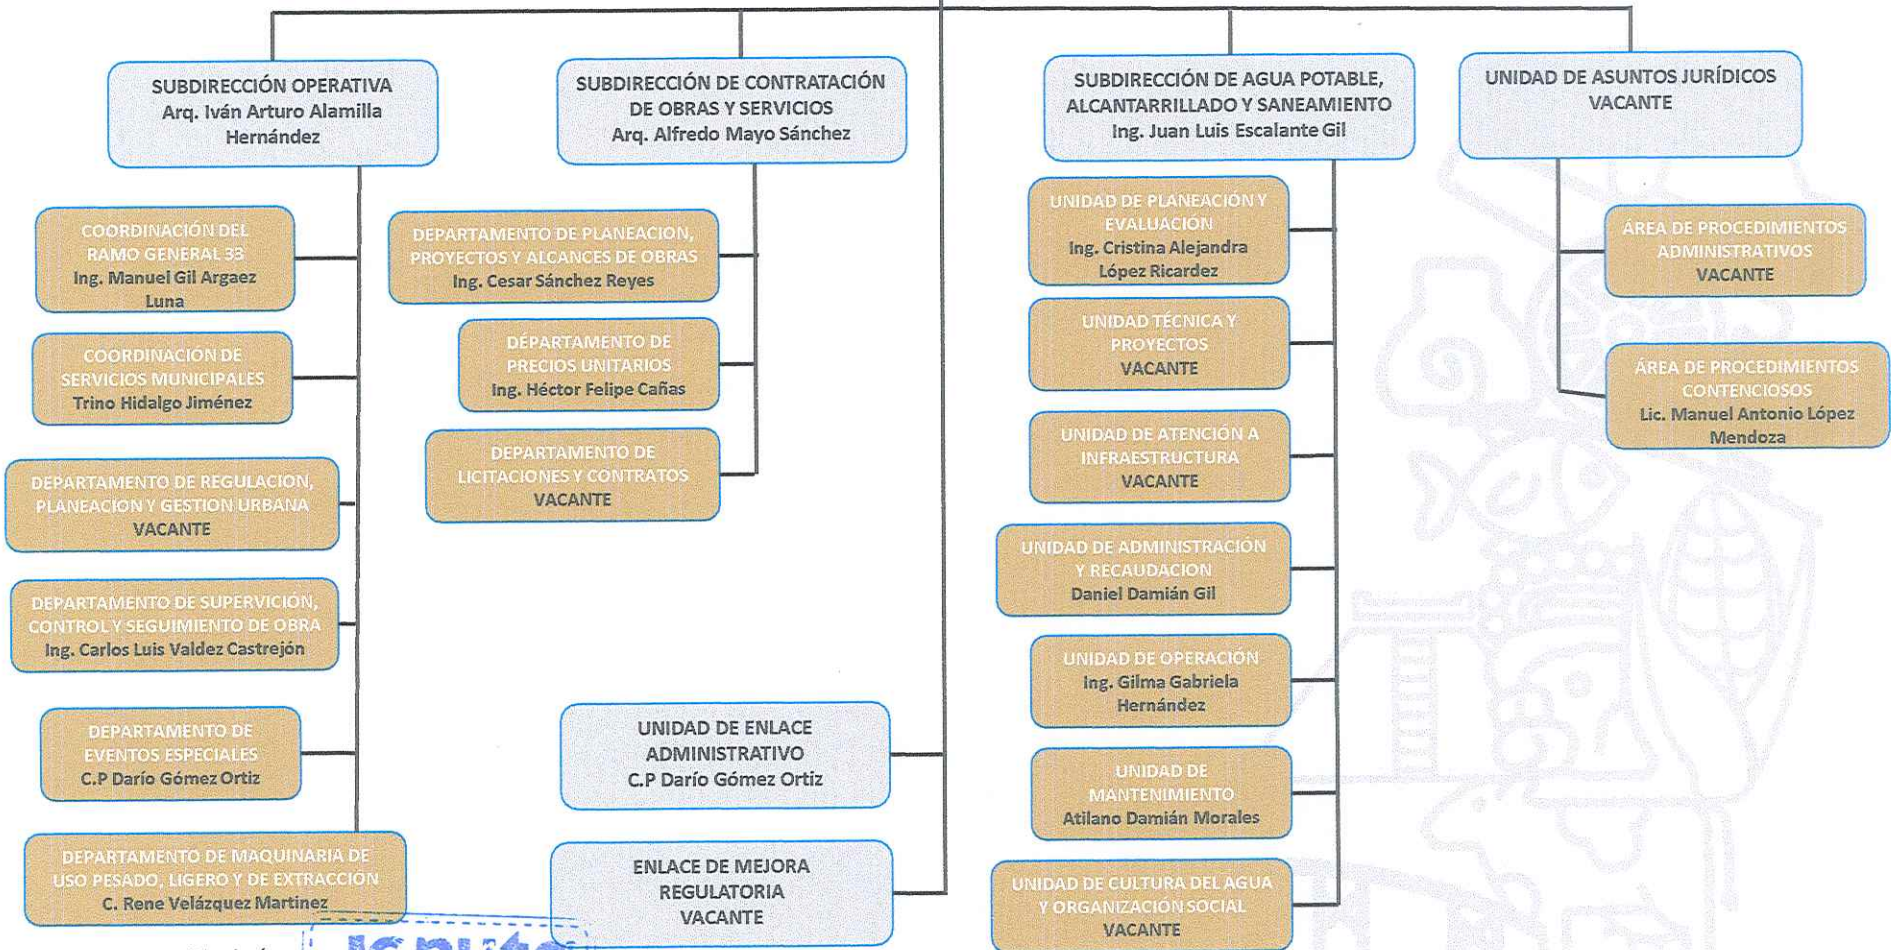 SUBDIRECCIÓN OPERATIVA
Arq. Iván Arturo Alamilla
Hernández
COORDINACIÓN DEL
RAMO GENERAL 33
Ing. Manuel Gil Argaez
Luna
COORDINACION DE
SERVICIOS MUNICIPALES
Trino Hidalgo Jiménez
DEPARTAMENTO DE REGULACION,
PLANEACION Y GESTION URBANA
VACANTE
DEPARTAMENTO DE SUPERVICIÓN,
CONTROL Y SEGUIMIENTO DE OBRA
Ing. Carlos Luis Valdez Castrejón
DEPARTAMENTO DE
EVENTOS ESPECIALES
C.P Darío Gómez Ortiz
DEPARTAMENTO DE MAQUINARIA DE
USO PESADO, LIGERO Y DE EXTRACCIÓN
C. Rene Velázquez Martinez
SUBDIRECCIÓN DE CONTRATACIÓN
DE OBRAS Y SERVICIOS
Arq. Alfredo Mayo Sánchez
DEPARTAMENTO DE PLANEACION,
PROYECTOS Y ALCANCES DE OBRAS
Ing. Cesar Sánchez Reyes
DEPARTAMENTO DE
PRECIOS UNITARIOS
Ing. Héctor Felipe Cañas
DEPARTAMENTO DE
LICITACIONES Y CONTRATOS
VACANTE
UNIDAD DE ENLACE
ADMINISTRATIVO
C.P Darío Gómez Ortiz
ENLACE DE MEJORA
REGULATORIA
VACANTE
SUBDIRECCIÓN DE AGUA POTABLE,
ALCANTARRILLADO Y SANEAMIENTO
Ing. Juan Luis Escalante Gil
UNIDAD DE PLANEACIÓN Y
EVALUACIÓN
Ing. Cristina Alejandra
López Ricardez
UNIDAD TÉCNICA Y
PROYECTOS
VACANTE
UNIDAD DE ATENCIÓN A
INFRAESTRUCTURA
VACANTE
UNIDAD DE ADMINISTRACIÓN
Y RECAUDACION
Daniel Damián Gil
UNIDAD DE OPERACIÓN
Ing. Gilma Gabriela
Hernández
UNIDAD DE
MANTENIMIENTO
Atilano Damián Morales
UNIDAD DE CULTURA DEL AGUA
Y ORGANIZACIÓN SOCIAL
VACANTE
UNIDAD DE ASUNTOS JURÍDICOS
VACANTE
ÁREA DE PROCEDIMIENTOS
ADMINISTRATIVOS
VACANTE
ÁREA DE PROCEDIMIENTOS
CONTENCIOSOS
Lic. Manuel Antonio López
Mendoza